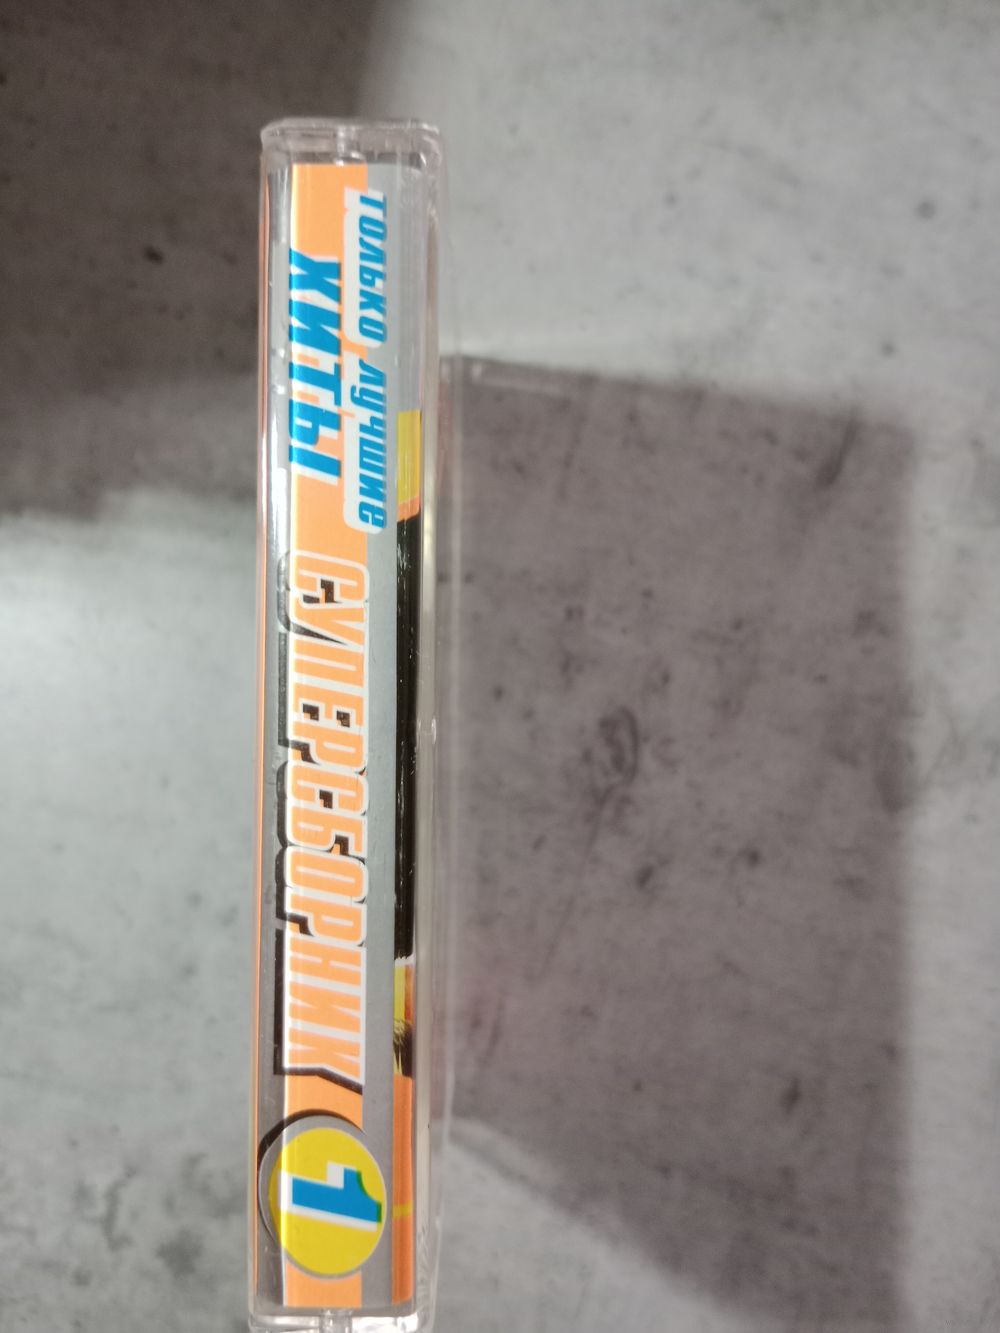 ТОЛЬКО лучшие
ХИТЫ
СУПЕРСБОРНИК
1